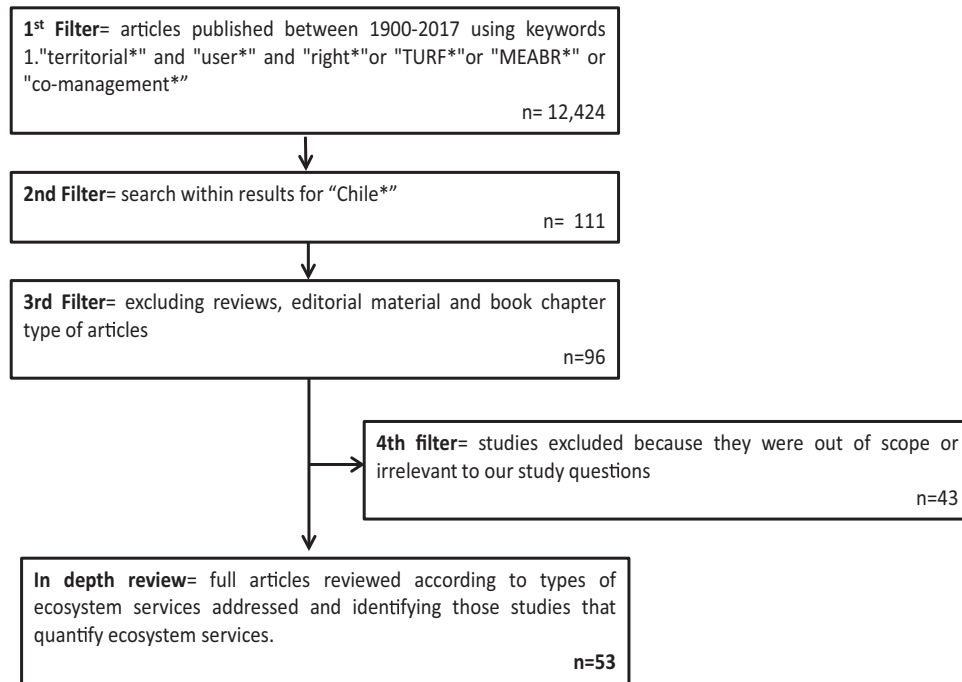 1st Filter= articles published between 1900-2017 using keywords
1."territorial*" and "user*" and "right*"or "TURF*"or "MEABR*" or
"co-management*”
n= 12,424
2nd Filter= search within results for “Chile*”
n= 111
3rd Filter= excluding reviews, editorial material and book chapter
type of articles
n=96
4th filter= studies excluded because they were out of scope or
irrelevant to our study questions
n=43
In depth review= full articles reviewed according to types of
ecosystem services addressed and identifying those studies that
quantify ecosystem services.
n=53